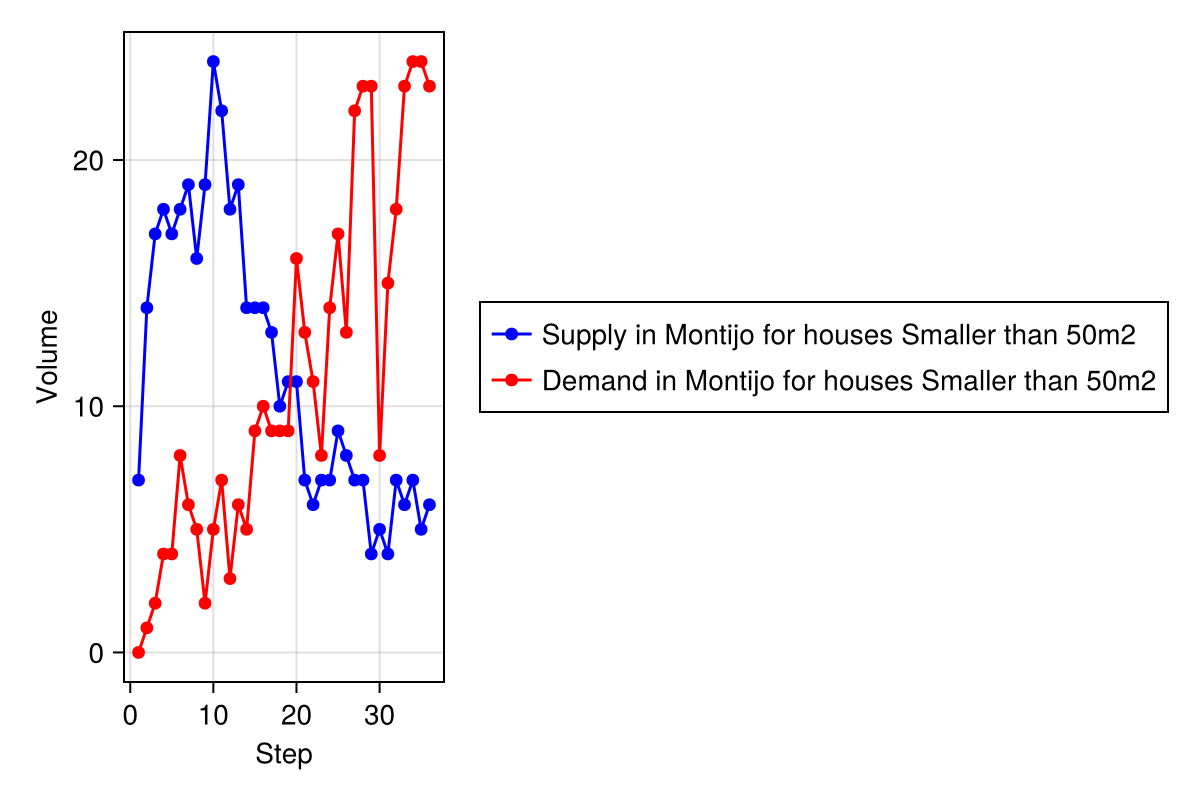 Volume
20
10
0
0 10 20 30
Step
Supply in Montijo for houses Smaller than 50m2
Demand in Montijo for houses Smaller than 50m2